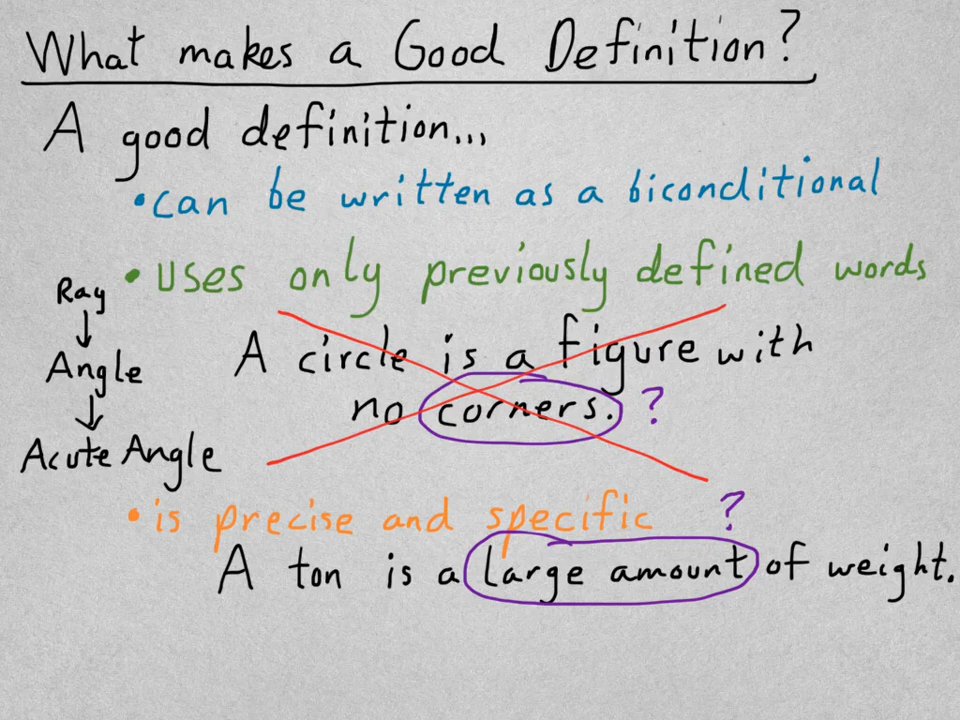 What makes a Good Definition?
A good definition...
•can be written as a biconditional
•uses only previously defined words
Ray
Angle
Acute Angle
A circle is a figure with
no corners. ?
•is precise and specific ?
A ton is a large amount of weight.